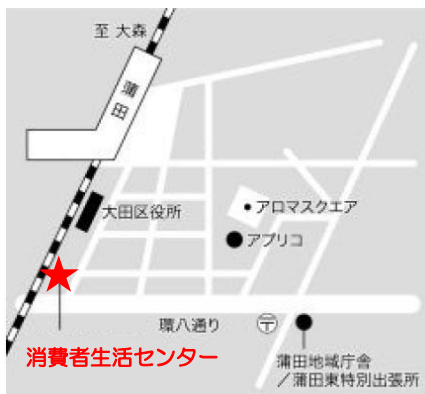 至 大森
蒲田
大田区役所
アロマスクエア
アプリコ
環八通り
〒
消費者生活センター
蒲田地域庁舎
／蒲田東特別出張所